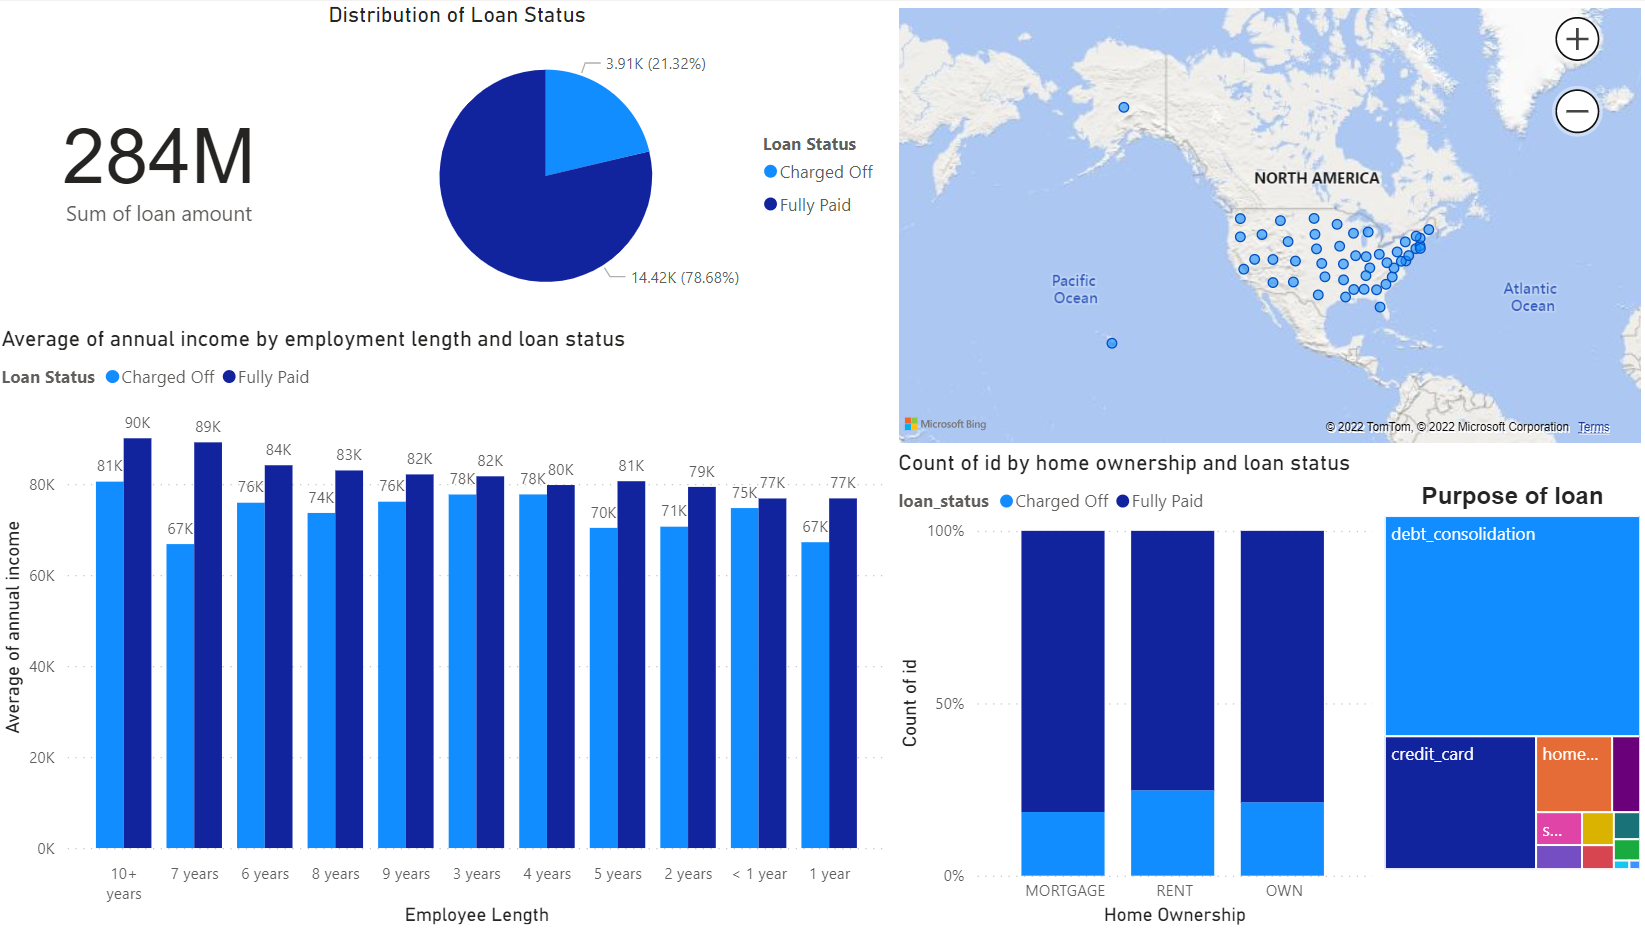 Distribution of Loan Status
284M
Sum of loan amount
3.91K (21.32%)
14.42K (78.68%)
Loan Status
Charged Off
Fully Paid
NORTH AMERICA
Pacific
Ocean
Atlantic
Ocean
Microsoft Bing
© 2022 TomTom, © 2022 Microsoft Corporation Terms
Average of annual income by employment length and loan status
Loan Status Charged Off Fully Paid
Average of annual income
80K
60K
40K
20K
0K
81K 90K
67K 89K
76K 84K
74K 83K
76K 82K
78K 82K
78K 80K
70K 81K
71K 79K
75K 77K
67K 77K
10+
years
7 years
6 years
8 years
9 years
3 years
4 years
5 years
2 years
< 1 year
1 year
Employee Length
Count of id by home ownership and loan status
loan_status Charged Off Fully Paid
Count of id
100%
50%
0%
MORTGAGE
RENT
OWN
Home Ownership
Purpose of loan
debt_consolidation
credit_card
home...
s...